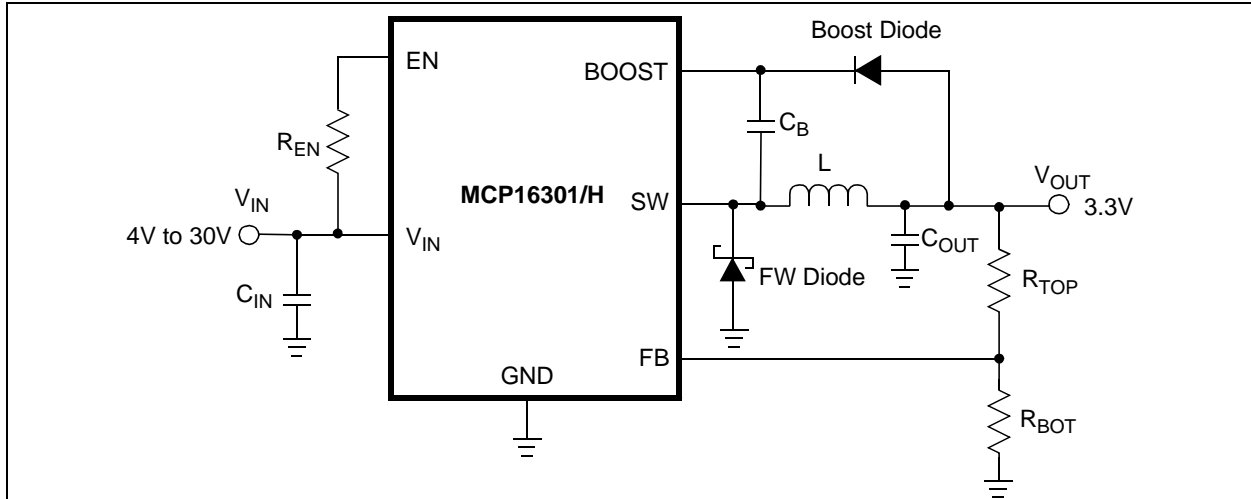 Boost Diode
EN
BOOST
R_EN
C_B
L
V_OUT
MCP16301/H
SW
3.3V
V_IN
4V to 30V
V_IN
C_OUT
FW Diode
R_TOP
C_IN
FB
GND
R_BOT